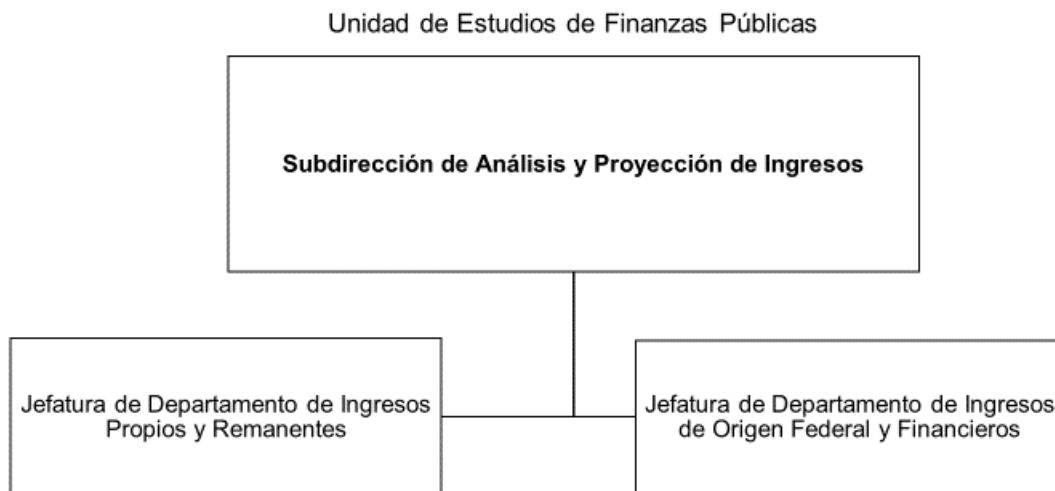 Unidad de Estudios de Finanzas Públicas
Subdirección de Análisis y Proyección de Ingresos
Jefatura de Departamento de Ingresos
Propios y Remanentes
Jefatura de Departamento de Ingresos
de Origen Federal y Financieros